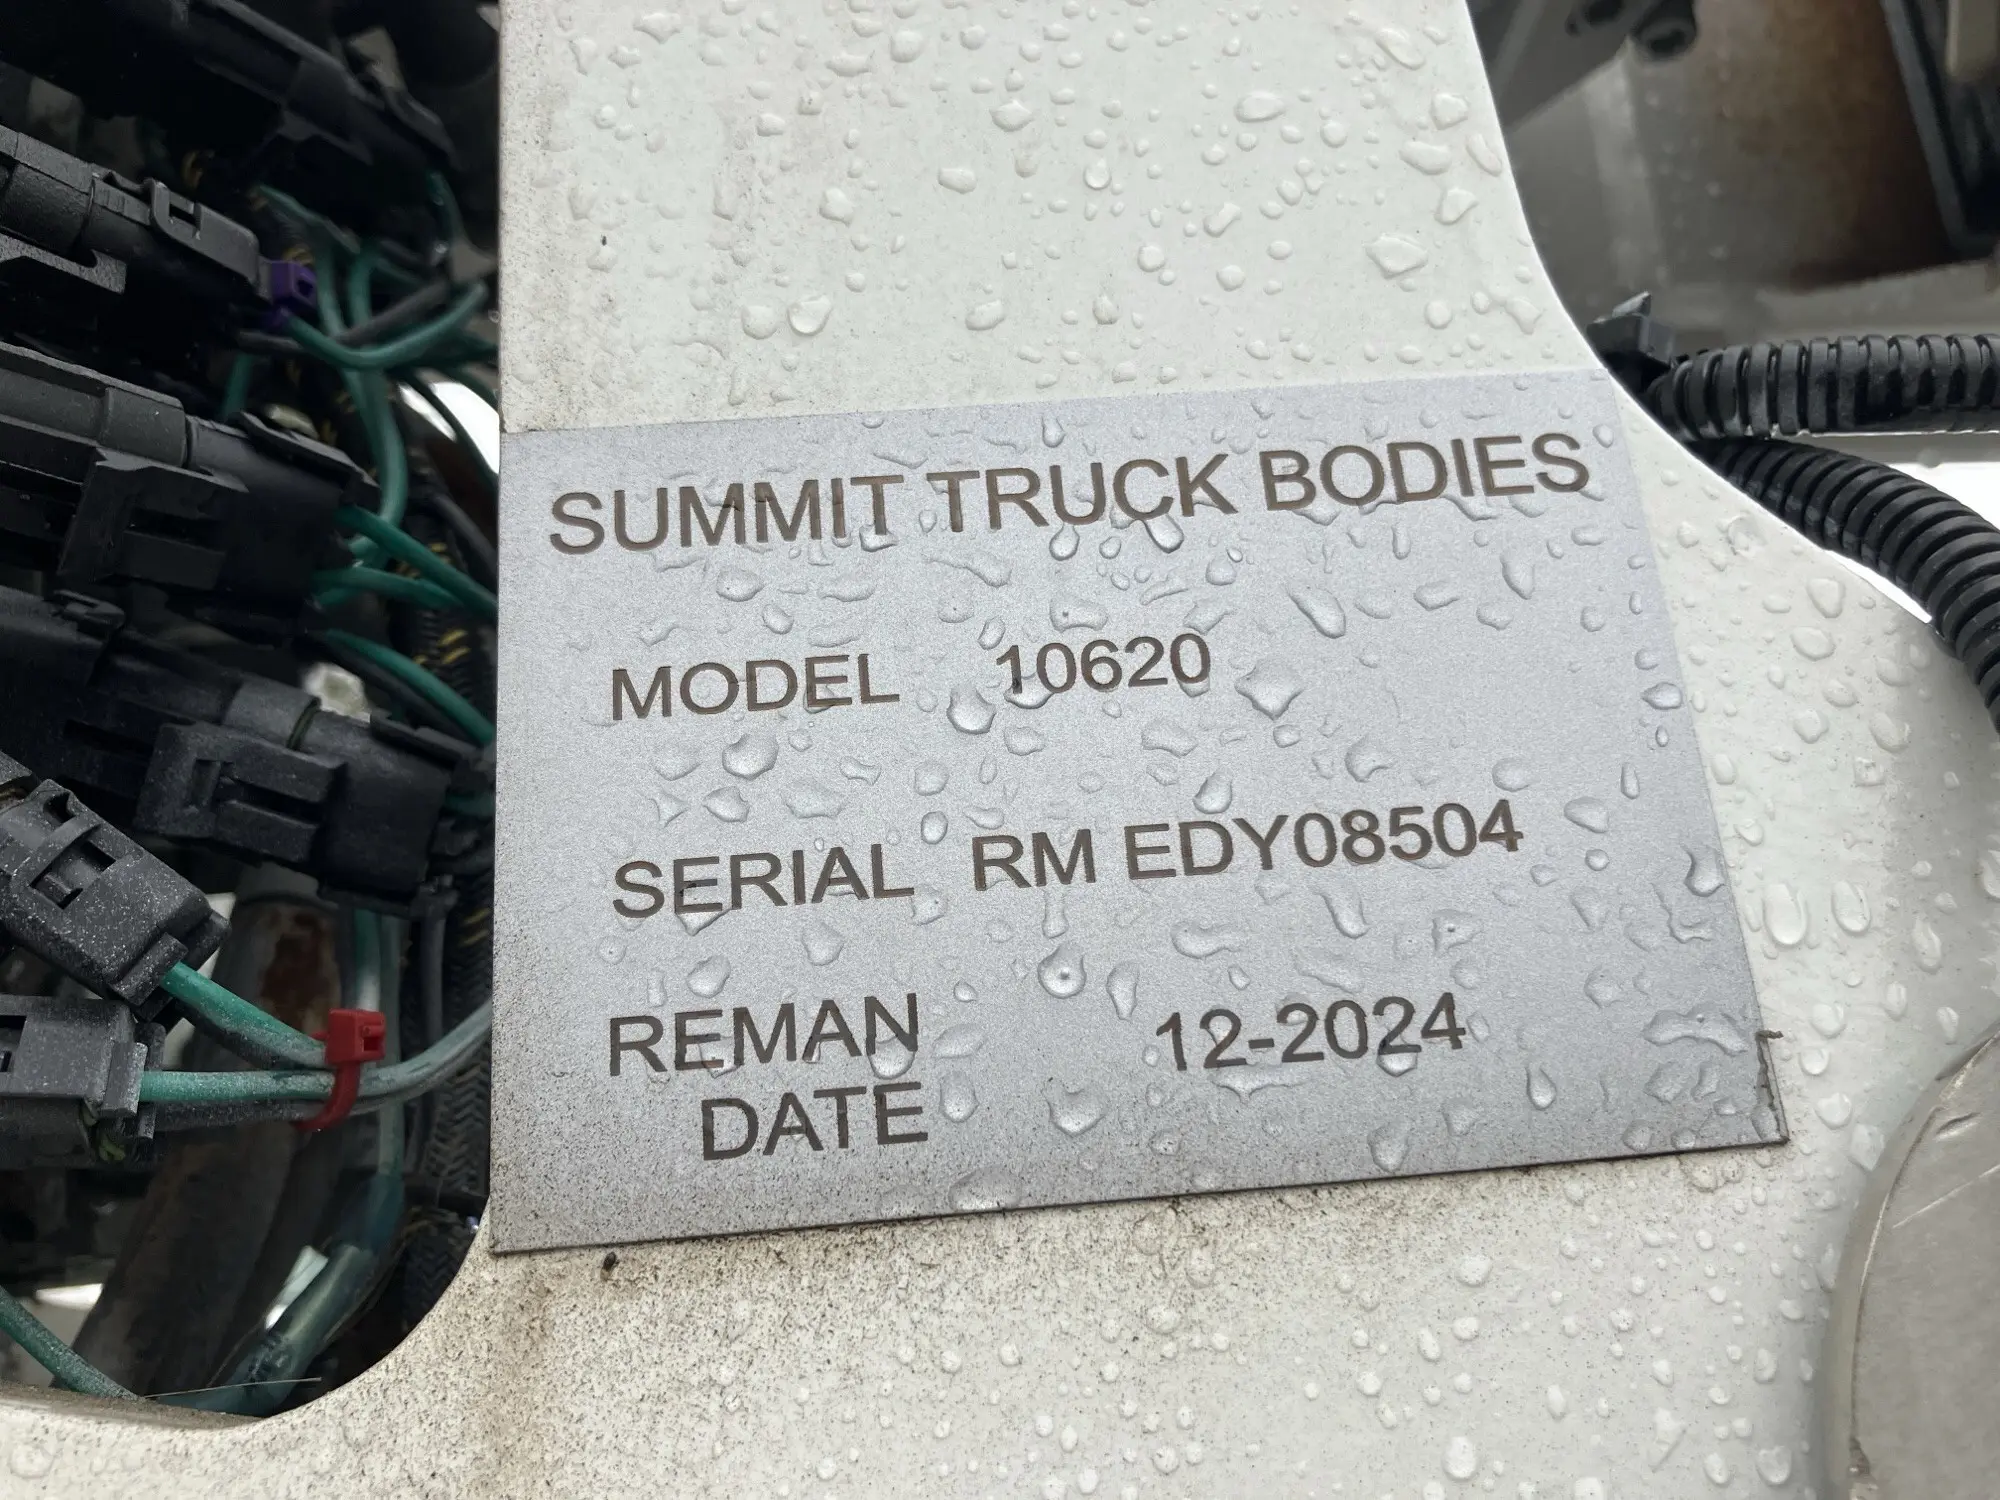 SUMMIT TRUCK BODIES
MODEL 10620
SERIAL RM EDY08504
REMAN DATE 12-2024